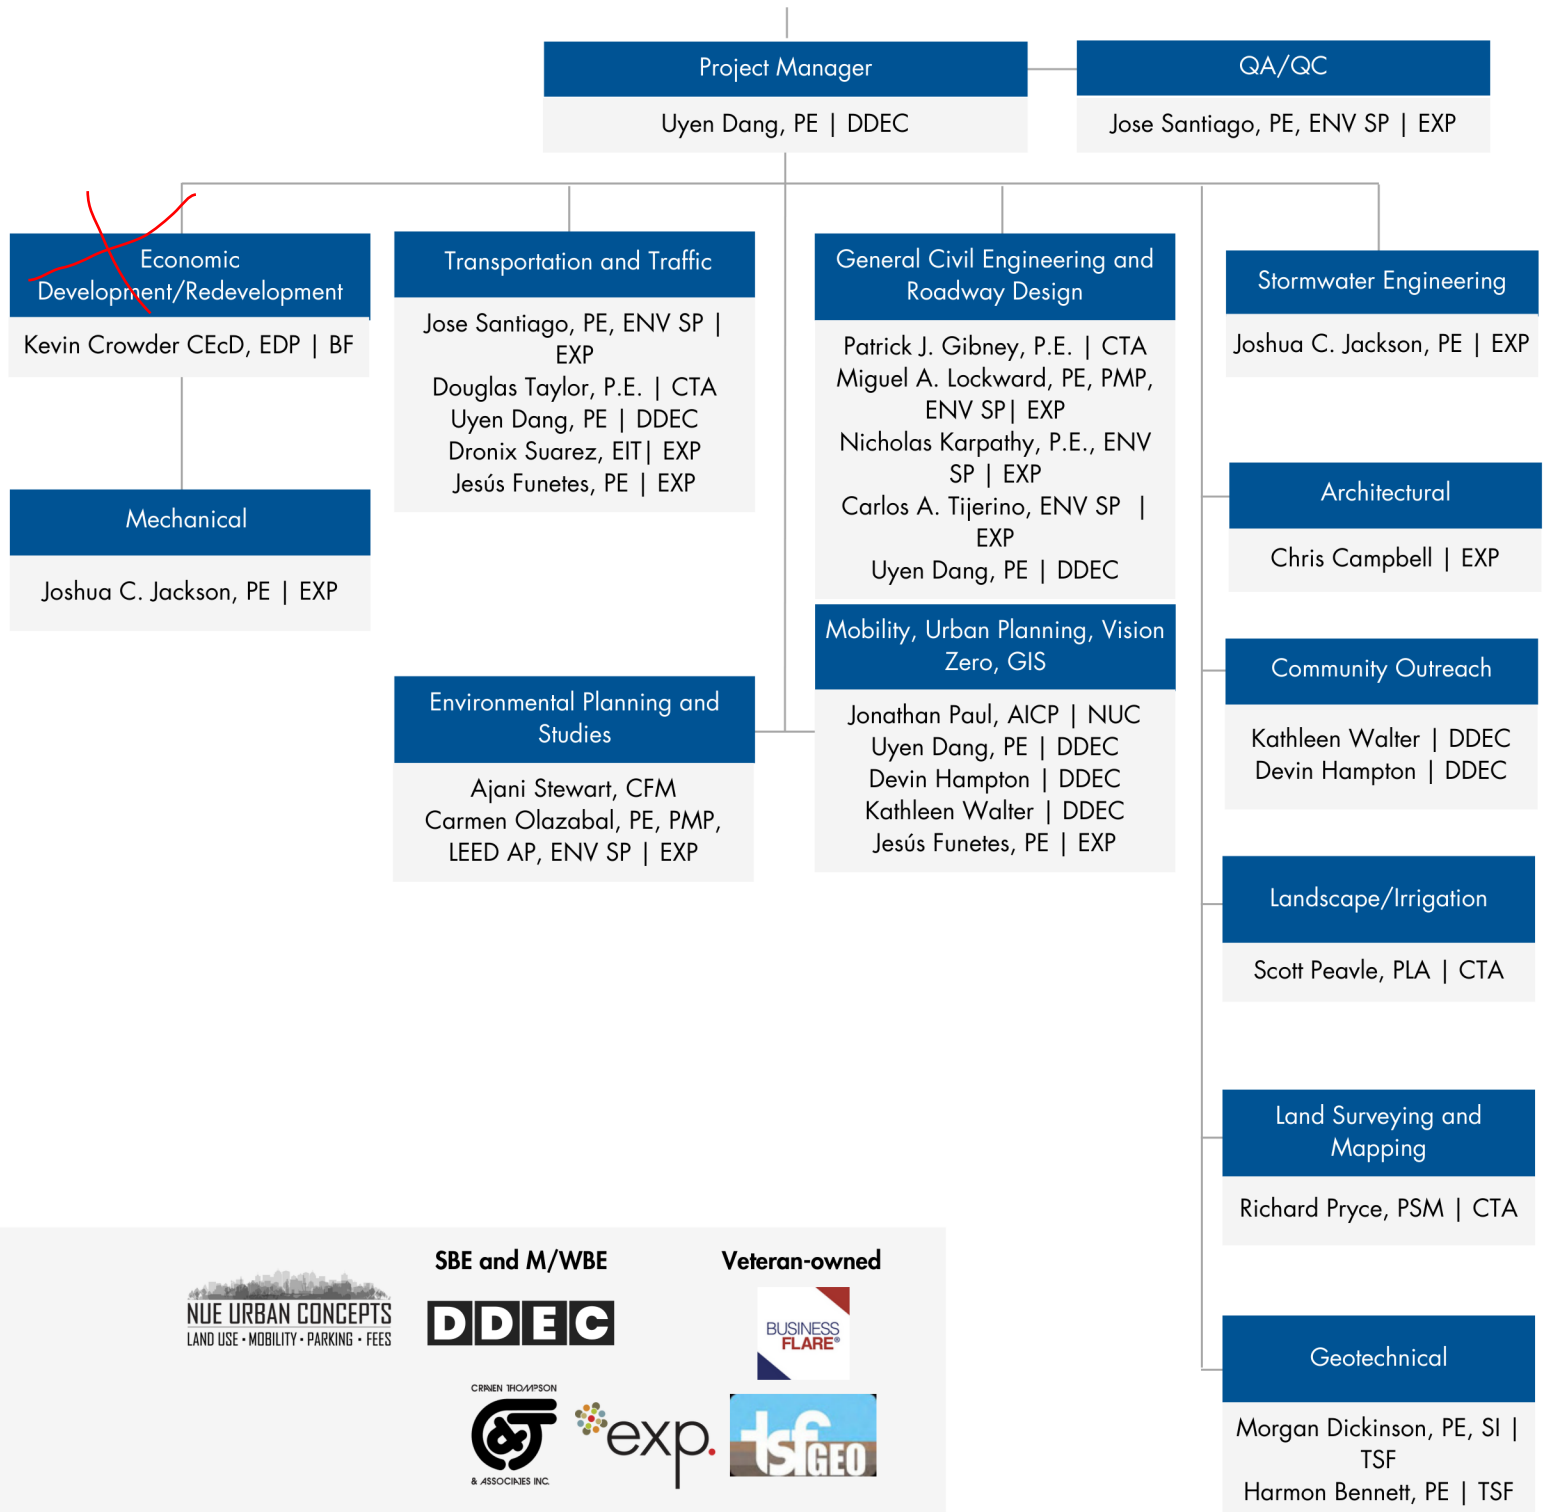 Project Manager
Uyen Dang, PE | DDEC
QA/QC
Jose Santiago, PE, ENV SP | EXP
Economic
Development/Redevelopment
Kevin Crowder CEcD, EDP | BF
Mechanical
Joshua C. Jackson, PE | EXP
Transportation and Traffic
Jose Santiago, PE, ENV SP |
EXP
Douglas Taylor, P.E. | CTA
Uyen Dang, PE | DDEC
Dronix Suarez, EIT| EXP
Jesús Funetes, PE | EXP
Environmental Planning and
Studies
Ajani Stewart, CFM
Carmen Olazabal, PE, PMP,
LEED AP, ENV SP | EXP
General Civil Engineering and
Roadway Design
Patrick J. Gibney, P.E. | CTA
Miguel A. Lockward, PE, PMP,
ENV SP| EXP
Nicholas Karpathy, P.E., ENV
SP | EXP
Carlos A. Tijerino, ENV SP |
EXP
Uyen Dang, PE | DDEC
Mobility, Urban Planning, Vision
Zero, GIS
Jonathan Paul, AICP | NUC
Uyen Dang, PE | DDEC
Devin Hampton | DDEC
Kathleen Walter | DDEC
Jesús Funetes, PE | EXP
Stormwater Engineering
Joshua C. Jackson, PE | EXP
Architectural
Chris Campbell | EXP
Community Outreach
Kathleen Walter | DDEC
Devin Hampton | DDEC
Landscape/Irrigation
Scott Peavle, PLA | CTA
Land Surveying and
Mapping
Richard Pryce, PSM | CTA
Geotechnical
Morgan Dickinson, PE, SI |
TSF
Harmon Bennett, PE | TSF
NUE URBAN CONCEPTS
LAND USE • MOBILITY • PARKING • FEES
SBE and M/WBE
DDEC
Veteran-owned
BUSINESS
FLARE®
CRAVEN THOMPSON
& ASSOCIATES INC.
exp.
tsf
GEO